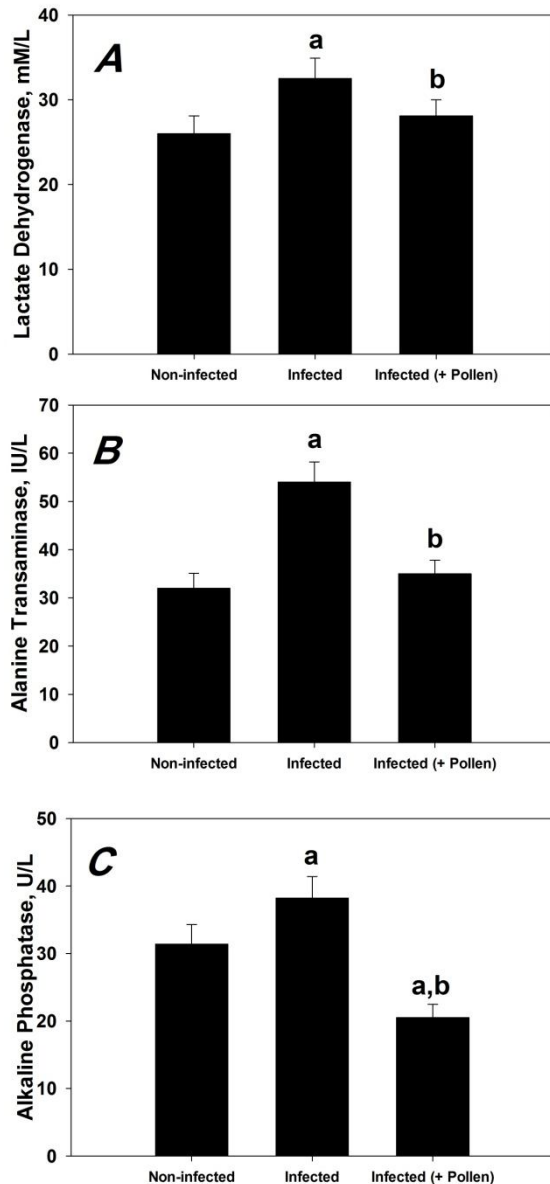 A
Lactate Dehydrogenase, mM/L
40
30
20
10
0
a
b
Non-infected Infected Infected (+ Pollen)
B
Alanine Transaminase, IU/L
70
60
50
40
30
20
10
0
a
b
Non-infected Infected Infected (+ Pollen)
C
Alkaline Phosphatase, U/L
50
40
30
20
10
0
a
a,b
Non-infected Infected Infected (+ Pollen)